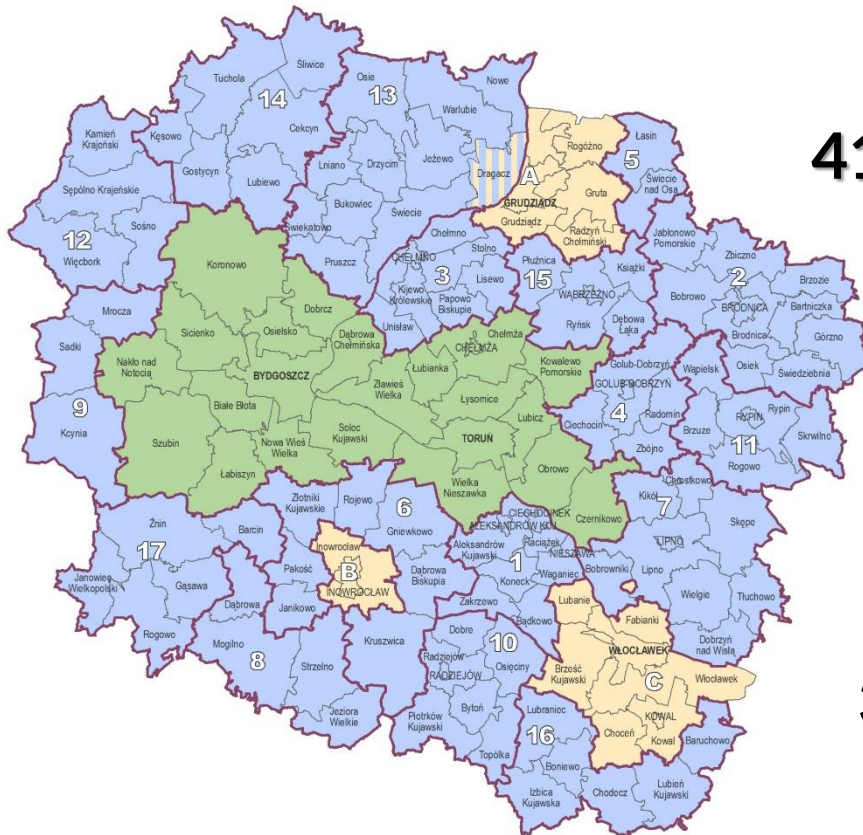 Śliwice
Tuchola
Osie
Nowe
14
13
Warlubie
Kamień
Krajeński
Kęsowo
Cekcyn
Rogóźno
Łasin
5
41
Lniano
Drzycim
Jeżewo
Dragacz
A
Świecie
nad Osą
Gostycyn
Lubiewo
Gruta
Sępólno Krajeńskie
Bukowiec
GRUDZIĄDZ
Sośno
Świecie
Grudziądz
Radzyń
Chełmiński
Jabłonowo
Pomorskie
12
Świekatowo
Chełmno
Zbiczno
Więcbork
Koronowo
Pruszcz
CHEŁMNO
Stolno
Płużnica
Książki
2
3
15
Brzozie
Kijewo
Królewskie
Lisewo
WĄBRZEŹNO
Bobrowo
Bartniczka
Mrocza
Dobrcz
Papowo
Biskupie
BRODNICA
Sicienko
Osielsko
Unisław
Ryńsk
Dębowa
Łąka
Brodnica
Górzno
Sadki
Dąbrowa
Chełmińska
Chełmża
CHEŁMŻA
Golub-Dobrzyń
Wąpielsk
Osiek
Świedziebnia
Nakło nad
Notecią
BYDGOSZCZ
Łubianka
Kowalewo
Pomorskie
GOLUB-DOBRZYŃ
Zławieś
Wielka
Łysomice
9
Białe Błota
4
Radomin
RYPIN
Rypin
Kcynia
Lubicz
Ciechocin
Brzuze
11
Skrwilno
Szubin
Nowa Wieś
Wielka
Solec
Kujawski
TORUŃ
Zbójno
Rogowo
Łabiszyn
Obrowo
Wielka
Nieszawka
Chrostkowo
Złotniki
Kujawskie
Rojewo
Czernikowo
Kikół
7
Żnin
Barcin
6
CIECHOCINEK
Skępe
Gniewkowo
ALEKSANDRÓW KUJ.
17
Inowrocław
Aleksandrów
Kujawski
Raciążek
NIESZAWA
LIPNO
Janowiec
Wielkopolski
Gąsawa
Pakość
B
Dąbrowa
Biskupia
1
Waganiec
Bobrowniki
Lipno
Koneck
INOWROCŁAW
Wielgie
Tłuchowo
Dąbrowa
Janikowo
Zakrzewo
Lubanie
Bądkowo
Fabianki
Rogowo
Mogilno
Kruszwica
Dobre
10
Dobrzyń
nad Wisłą
8
Strzelno
Radziejów
Osięciny
WŁOCŁAWEK
RADZIEJÓW
Brześć
Kujawski
C
Włocławek
Jeziora
Wielkie
Bytoń
Piotrków
Kujawski
Lubraniec
KOWAL
3
16
Choceń
Kowal
Baruchowo
Topólka
Boniewo
Izbica
Kujawska
Chodecz
Lubień
Kujawski